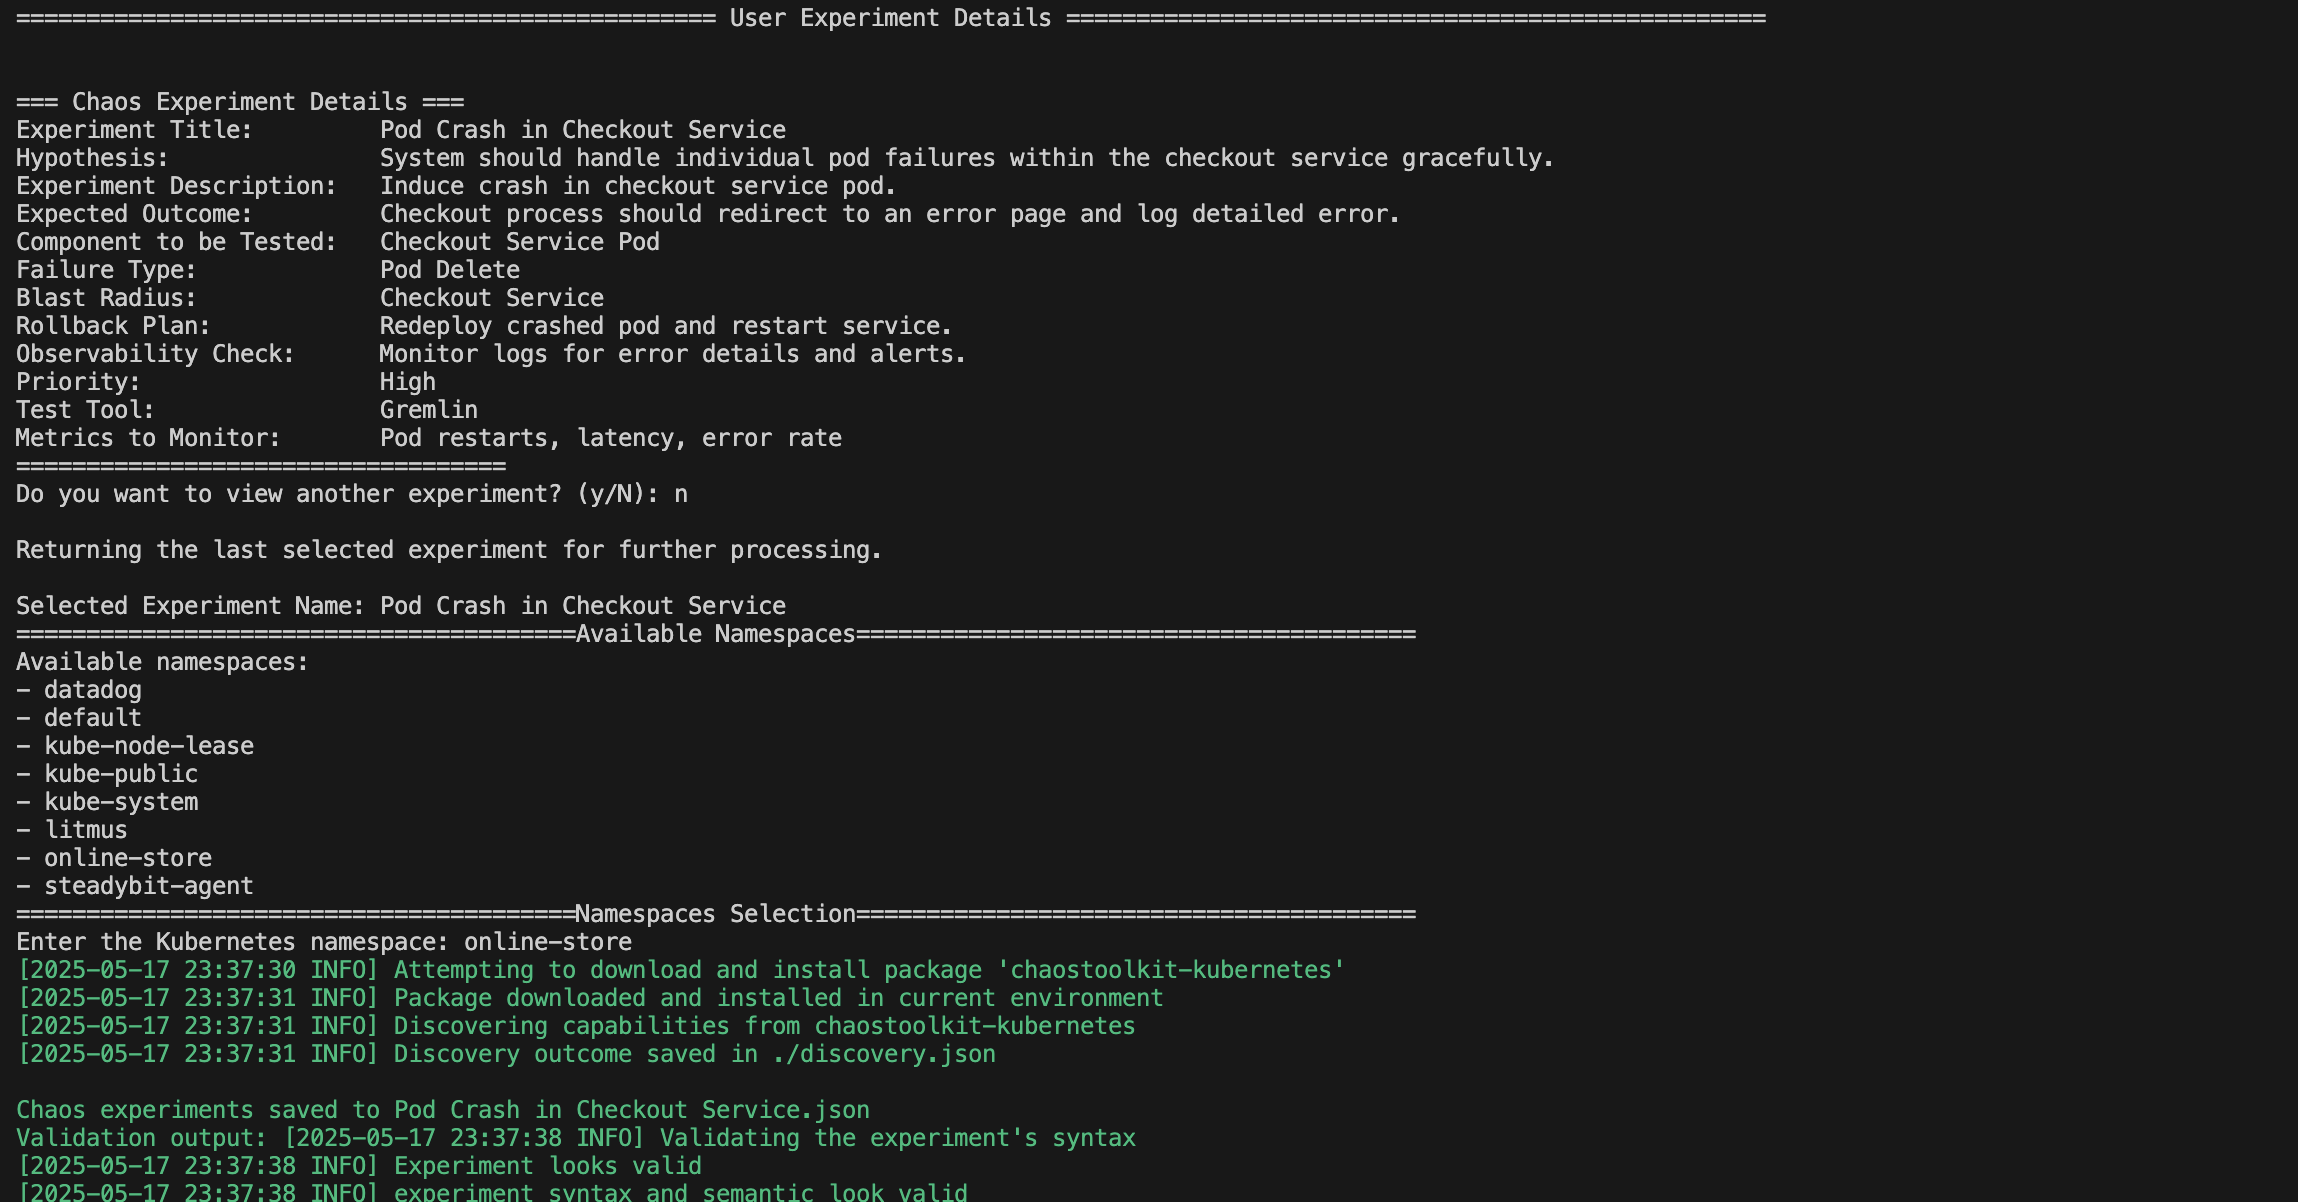 ================================================== User Experiment Details ==================================================
=== Chaos Experiment Details ===
Experiment Title:         Pod Crash in Checkout Service
Hypothesis:               System should handle individual pod failures within the checkout service gracefully.
Experiment Description:   Induce crash in checkout service pod.
Expected Outcome:         Checkout process should redirect to an error page and log detailed error.
Component to be Tested:   Checkout Service Pod
Failure Type:             Pod Delete
Blast Radius:             Checkout Service
Rollback Plan:            Redeploy crashed pod and restart service.
Observability Check:      Monitor logs for error details and alerts.
Priority:                 High
Test Tool:                Gremlin
Metrics to Monitor:       Pod restarts, latency, error rate
===================================
Do you want to view another experiment? (y/N): n
Returning the last selected experiment for further processing.
Selected Experiment Name: Pod Crash in Checkout Service
========================================Available Namespaces========================================
Available namespaces:
- datadog
- default
- kube-node-lease
- kube-public
- kube-system
- litmus
- online-store
- steadybit-agent
========================================Namespaces Selection========================================
Enter the Kubernetes namespace: online-store
[2025-05-17 23:37:30 INFO] Attempting to download and install package 'chaostoolkit-kubernetes'
[2025-05-17 23:37:31 INFO] Package downloaded and installed in current environment
[2025-05-17 23:37:31 INFO] Discovering capabilities from chaostoolkit-kubernetes
[2025-05-17 23:37:31 INFO] Discovery outcome saved in ./discovery.json
Chaos experiments saved to Pod Crash in Checkout Service.json
Validation output: [2025-05-17 23:37:38 INFO] Validating the experiment's syntax
[2025-05-17 23:37:38 INFO] Experiment looks valid
[2025-05-17 23:37:38 INFO] experiment syntax and semantic look valid